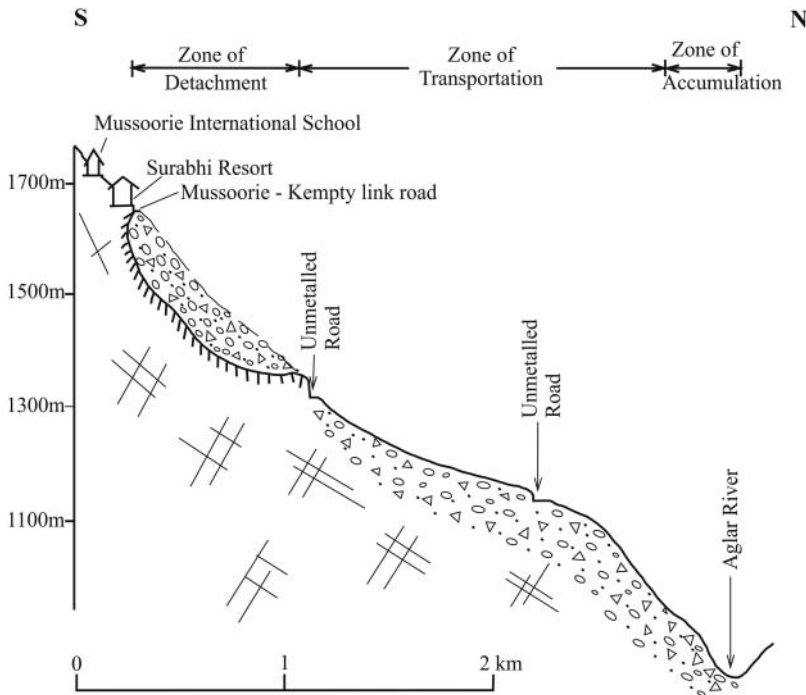 S
N
Zone of
Detachment
Zone of
Transportation
Zone of
Accumulation
Mussoorie International School
Surabhi Resort
Mussoorie - Kempty link road
1700m
1500m
1300m
1100m
Unmetalled
Road
Unmetalled
Road
Aglar River
0
1
2 km